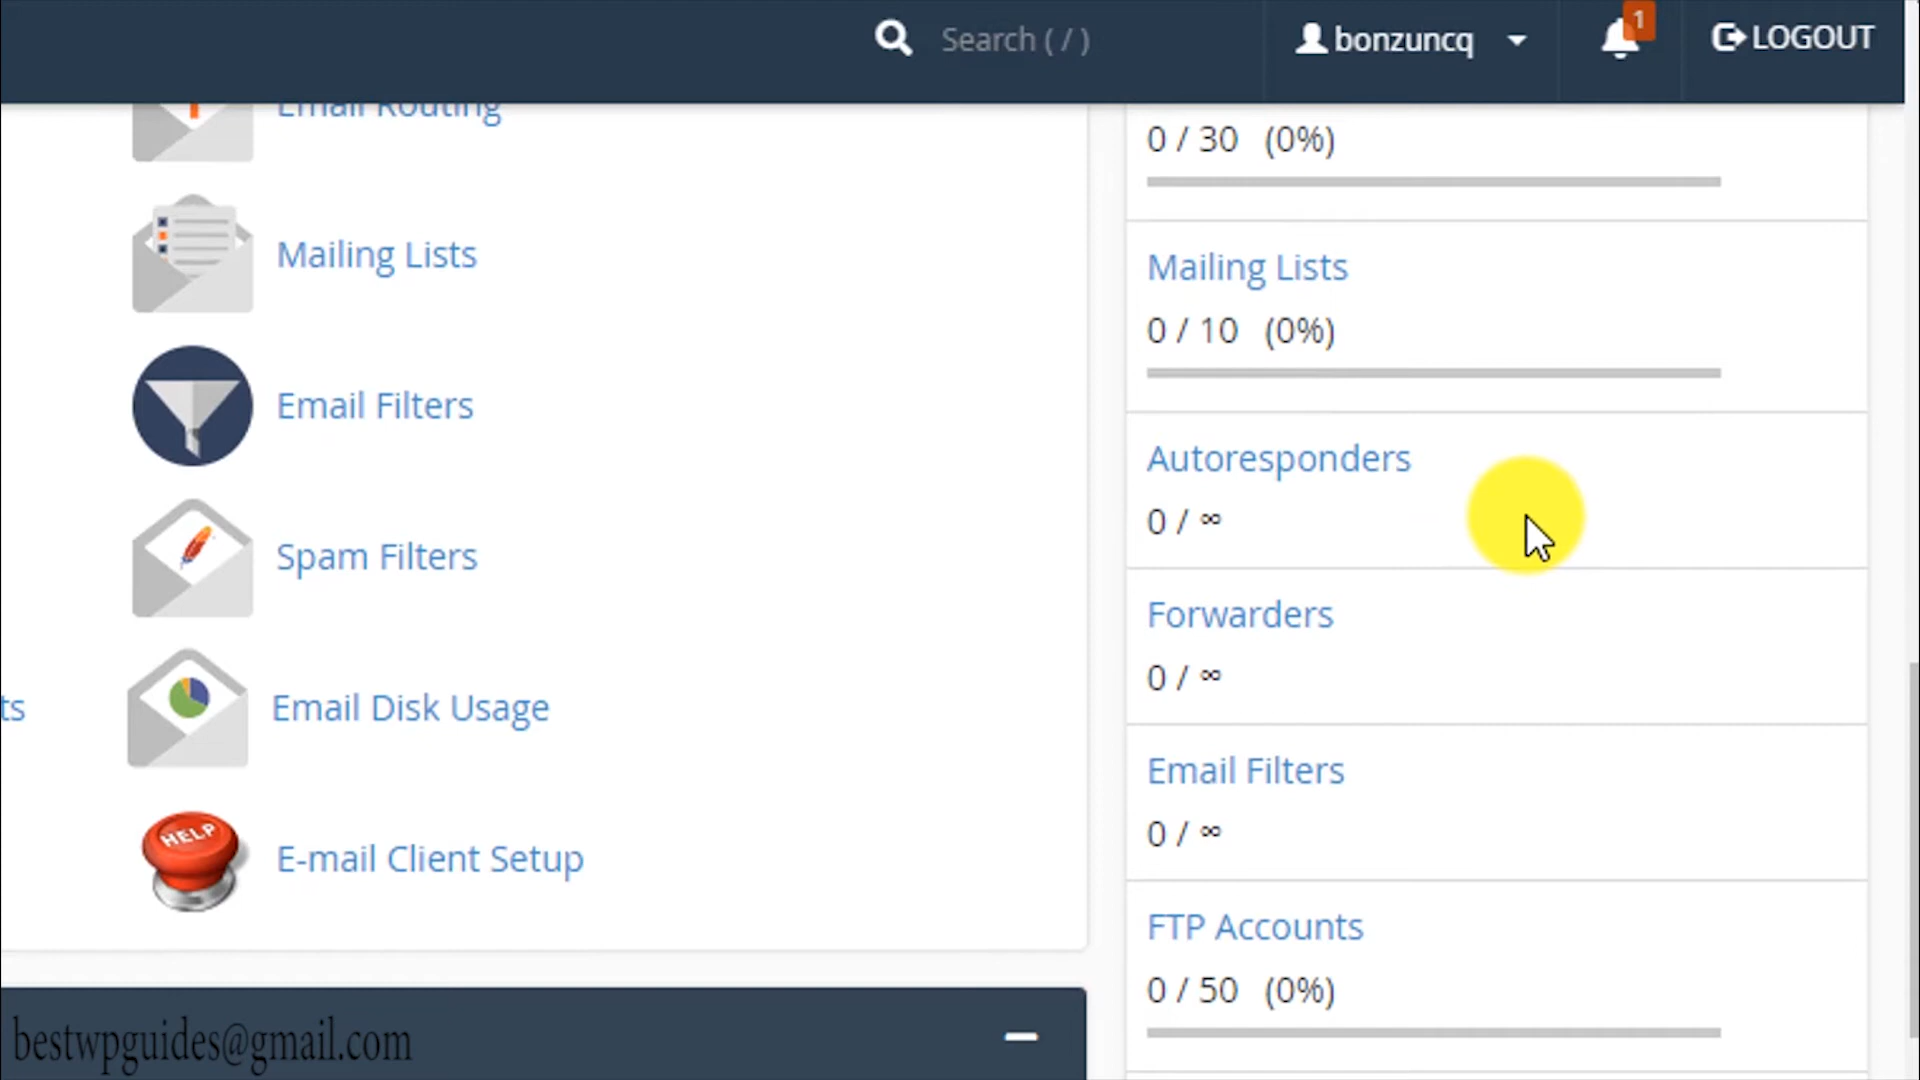 Search ( / )
bonzuncq
1
LOGOUT
Email Routing
Mailing Lists
Email Filters
Spam Filters
ts
Email Disk Usage
HELP
E-mail Client Setup
0 / 30 (0%)
Mailing Lists
0 / 10 (0%)
Autoresponders
0 / ∞
Forwarders
0 / ∞
Email Filters
0 / ∞
FTP Accounts
0 / 50 (0%)
bestwpguides@gmail.com